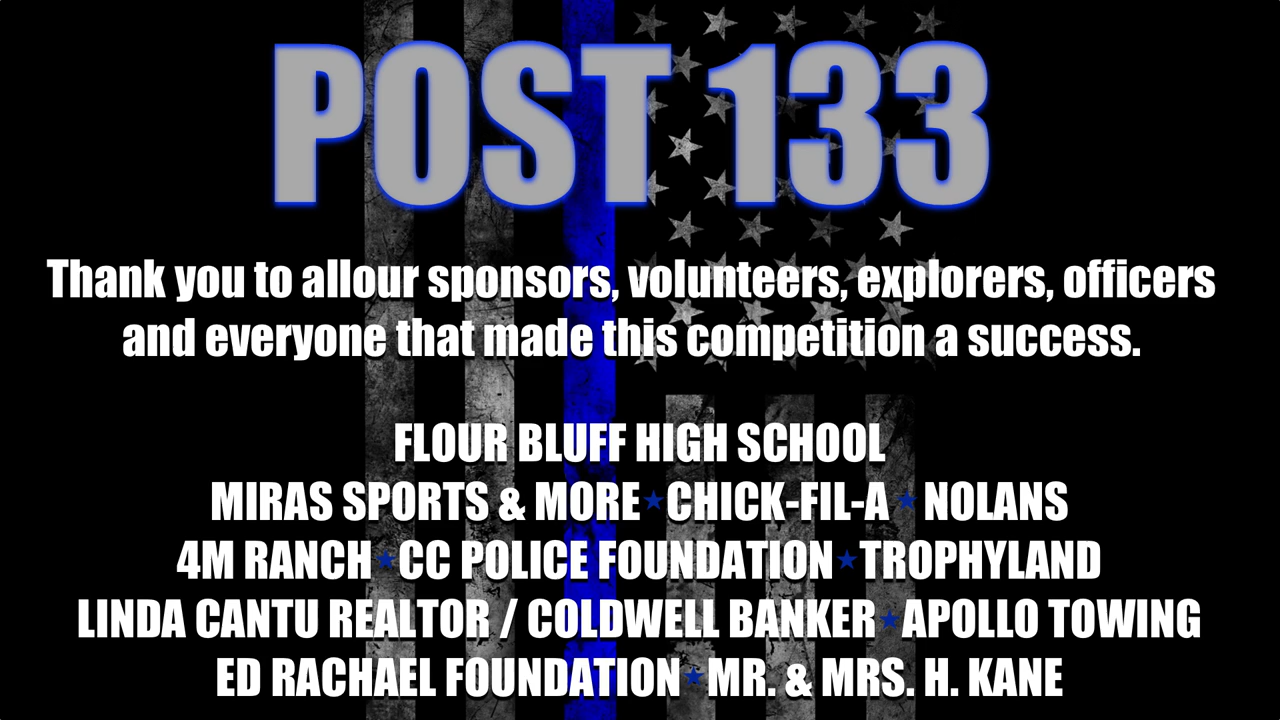 POST 133
Thank you to allour sponsors, volunteers, explorers, officers
and everyone that made this competition a success.
FLOUR BLUFF HIGH SCHOOL
MIRAS SPORTS & MORE ★ CHICK-FIL-A ★ NOLANS
4M RANCH ★ CC POLICE FOUNDATION ★ TROPHYLAND
LINDA CANTU REALTOR / COLDWELL BANKER ★ APOLLO TOWING
ED RACHAEL FOUNDATION ★ MR. & MRS. H. KANE